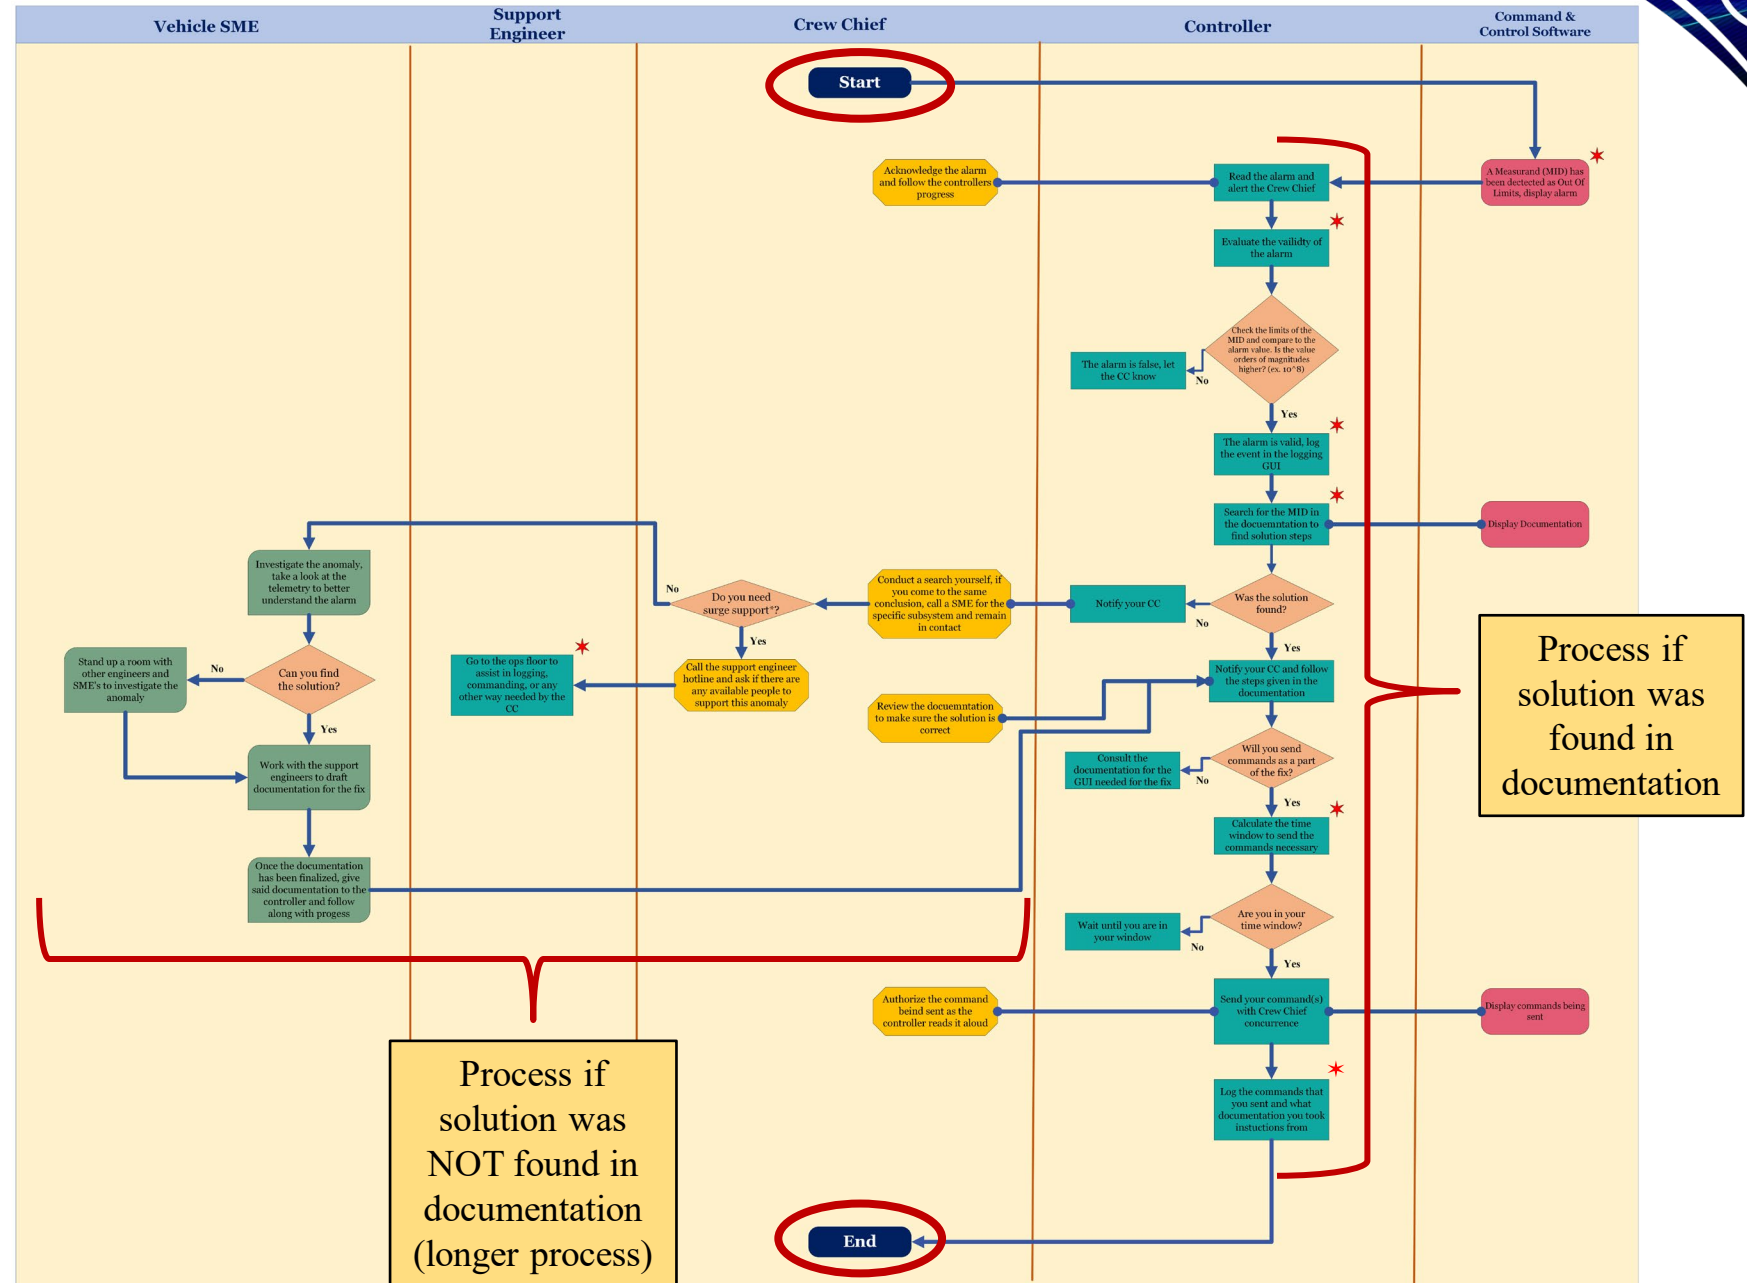 Vehicle SME
Support
Engineer
Crew Chief
Controller
Command &
Control Software
Start
Acknowledge the alarm
and follow the controllers
progress
Read the alarm and
alert the Crew Chief
A Measurand (MID) has
been dectected as Out Of
Limits, display alarm
Evaluate the vailidty of
the alarm
Check the limits of the
MID and compare to the
alarm value. Is the value
orders of magnitudes
higher? (ex. 10^8)
No
The alarm is false, let
the CC know
Yes
The alarm is valid, log
the event in the logging
GUI
Search for the MID in
the docuemntation to
find solution steps
Display Documentation
Was the solution
found?
No
Notify your CC
Conduct a search yourself, if
you come to the same
conclusion, call a SME for the
specific subsystem and remain
in contact
Do you need
surge support*?
No
Yes
Call the support engineer
hotline and ask if there are
any available people to
support this anomaly
Go to the ops floor to
assist in logging,
commanding, or any
other way needed by the
CC
Investigate the anomaly,
take a look at the
telemetry to better
understand the alarm
Can you find
the solution?
No
Stand up a room with
other engineers and
SME's to investigate the
anomaly
Yes
Work with the support
engineers to draft
documentation for the fix
Once the documentation
has been finalized, give
said documentation to the
controller and follow
along with progess
Yes
Notify your CC and follow
the steps given in the
documentation
Review the docuemntation
to make sure the solution is
correct
Will you send
commands as a part
of the fix?
No
Consult the
documentation for the
GUI needed for the fix
Yes
Calculate the time
window to send the
commands necessary
Are you in your
time window?
No
Wait until you are in
your window
Yes
Send your command(s)
with Crew Chief
concurrence
Authorize the command
beind sent as the
controller reads it aloud
Display commands being
sent
Log the commands that
you sent and what
documentation you took
instuctions from
End
Process if
solution was
found in
documentation
Process if
solution was
NOT found in
documentation
(longer process)